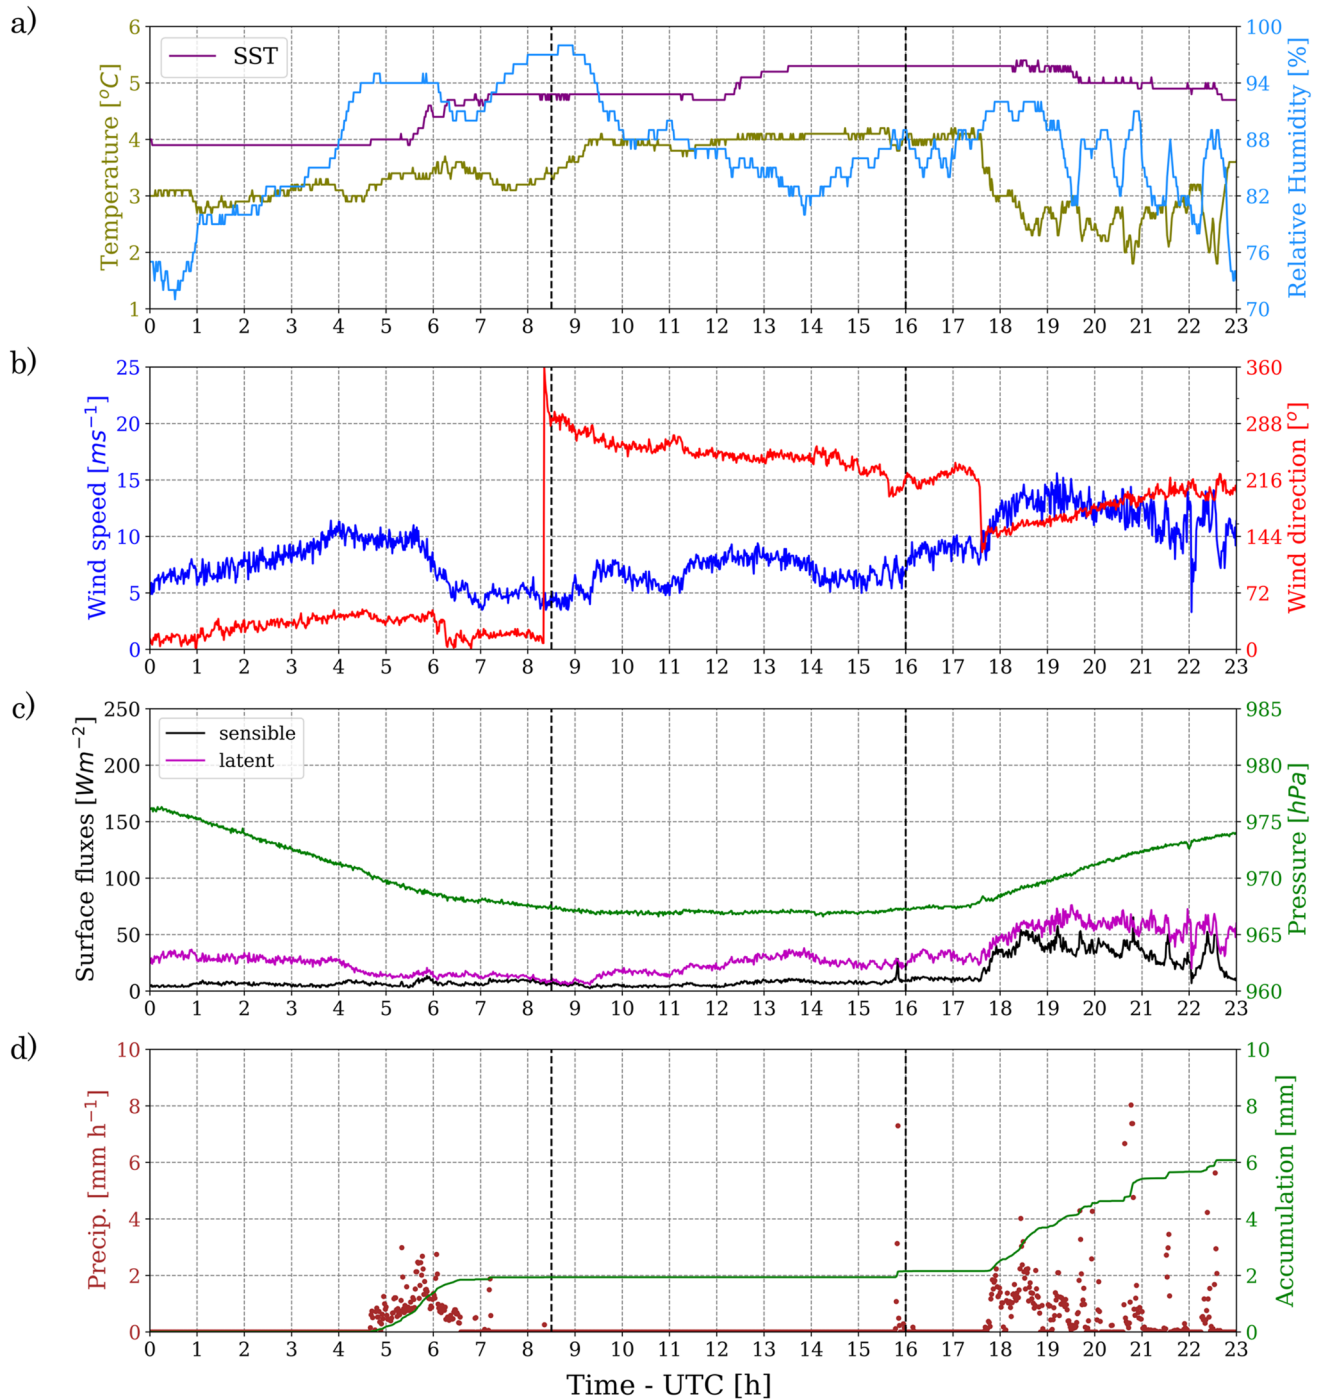 a)
6
5
4
3
2
1
Temperature [°C]
SST
100
94
88
82
76
70
Relative Humidity [%]
0 1 2 3 4 5 6 7 8 9 10 11 12 13 14 15 16 17 18 19 20 21 22 23
b)
25
20
15
10
5
0
Wind speed [ms⁻¹]
360
288
216
144
72
0
Wind direction [°]
0 1 2 3 4 5 6 7 8 9 10 11 12 13 14 15 16 17 18 19 20 21 22 23
c)
250
200
150
100
50
0
Surface fluxes [Wm⁻²]
sensible
latent
985
980
975
970
965
960
Pressure [hPa]
0 1 2 3 4 5 6 7 8 9 10 11 12 13 14 15 16 17 18 19 20 21 22 23
d)
10
8
6
4
2
0
Precip. [mm h⁻¹]
10
8
6
4
2
0
Accumulation [mm]
0 1 2 3 4 5 6 7 8 9 10 11 12 13 14 15 16 17 18 19 20 21 22 23
Time - UTC [h]